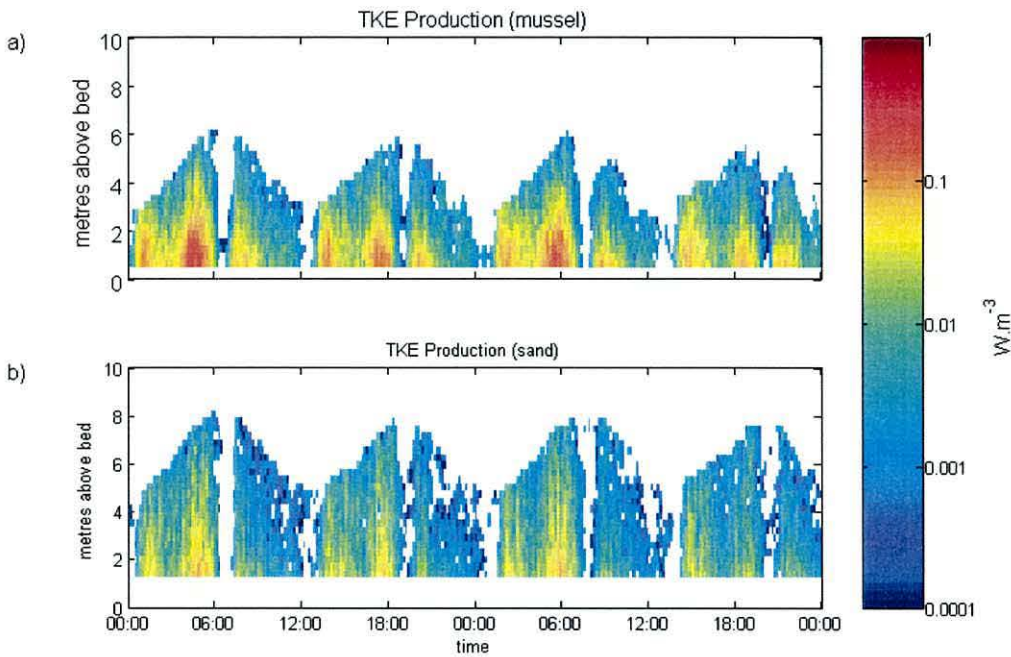 TKE Production (mussel)
a)
10
8
6
4
2
0
metres above bed
TKE Production (sand)
b)
10
8
6
4
2
0
metres above bed
00:00 06:00 12:00 18:00 00:00 06:00 12:00 18:00 00:00
time
1
0.1
0.01
0.001
0.0001
W.m-3